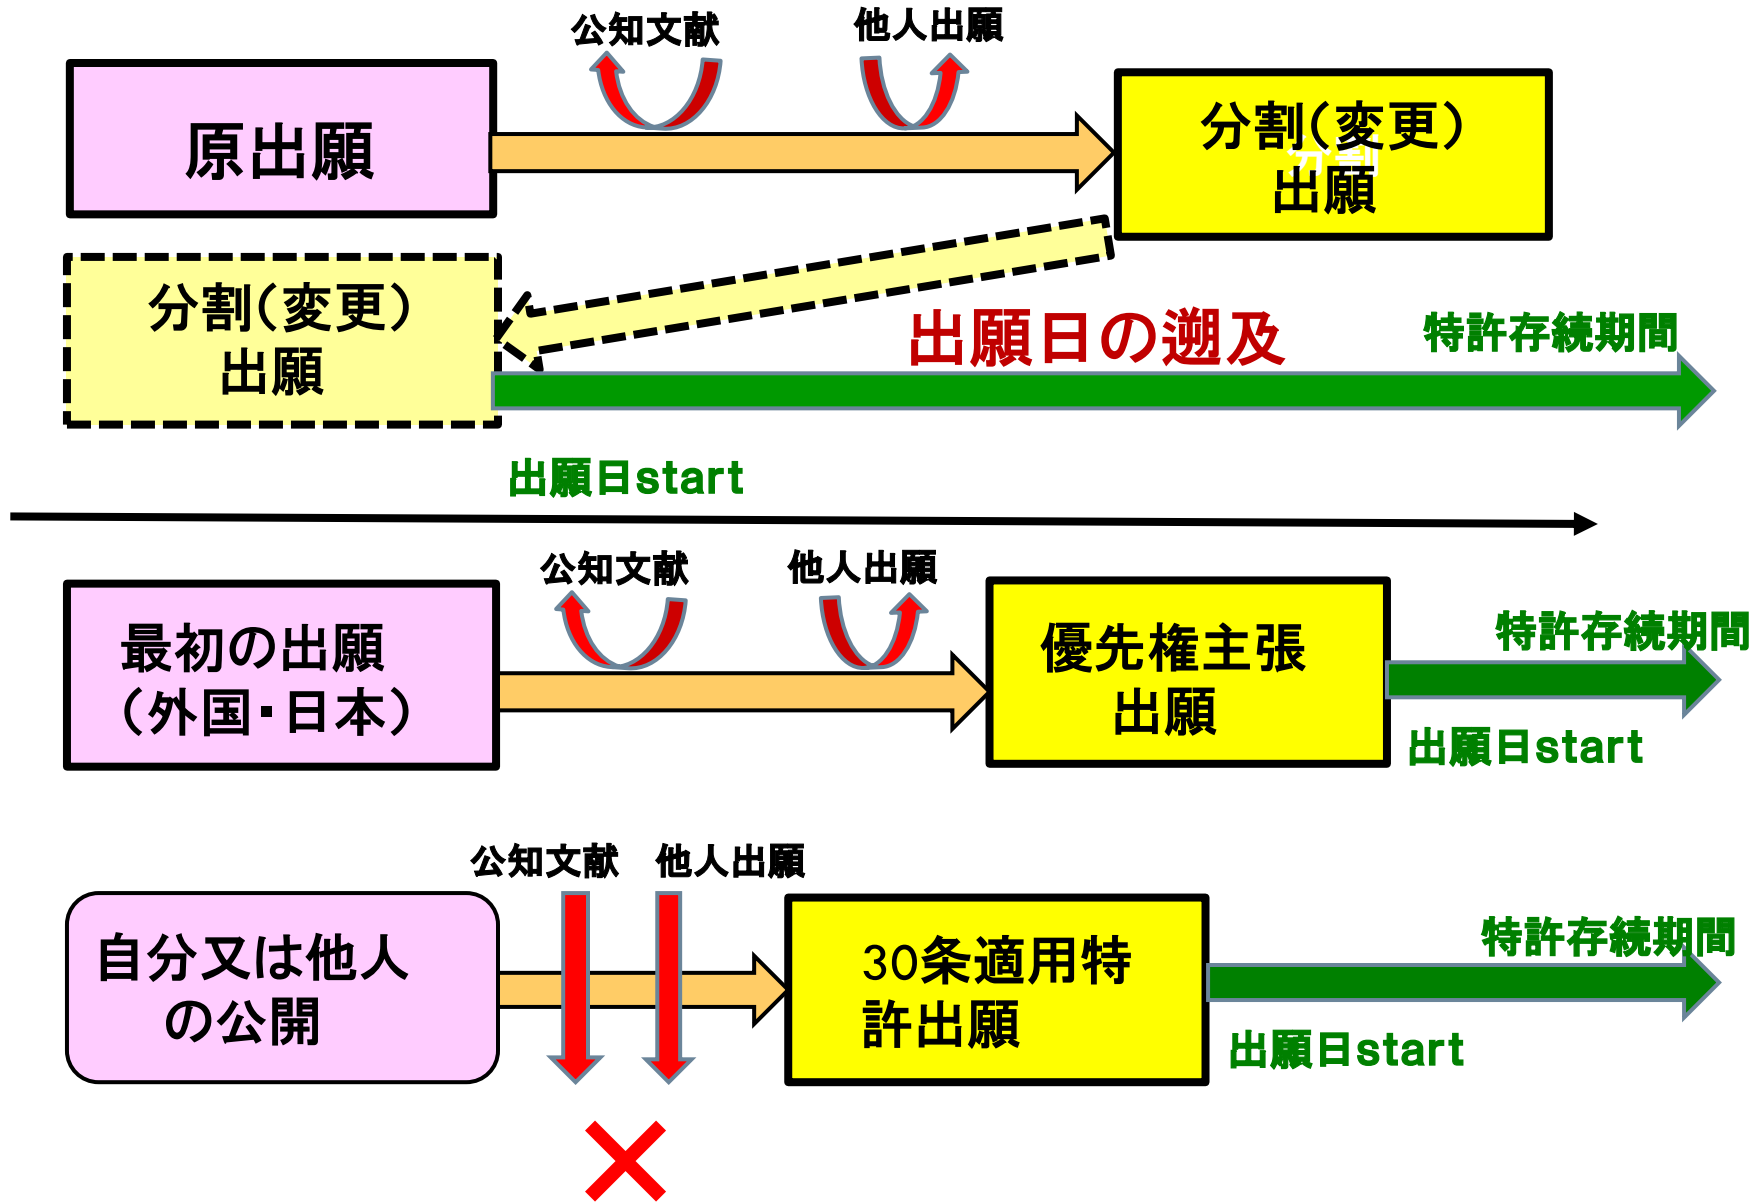 公知文献
他人出願
原出願
分割(変更)
分割
出願
分割(変更)
出願
出願日の遡及
特許存続期間
出願日start
公知文献
他人出願
最初の出願
(外国・日本)
優先権主張
出願
特許存続期間
出願日start
公知文献
他人出願
自分又は他人
の公開
30条適用特
許出願
特許存続期間
出願日start